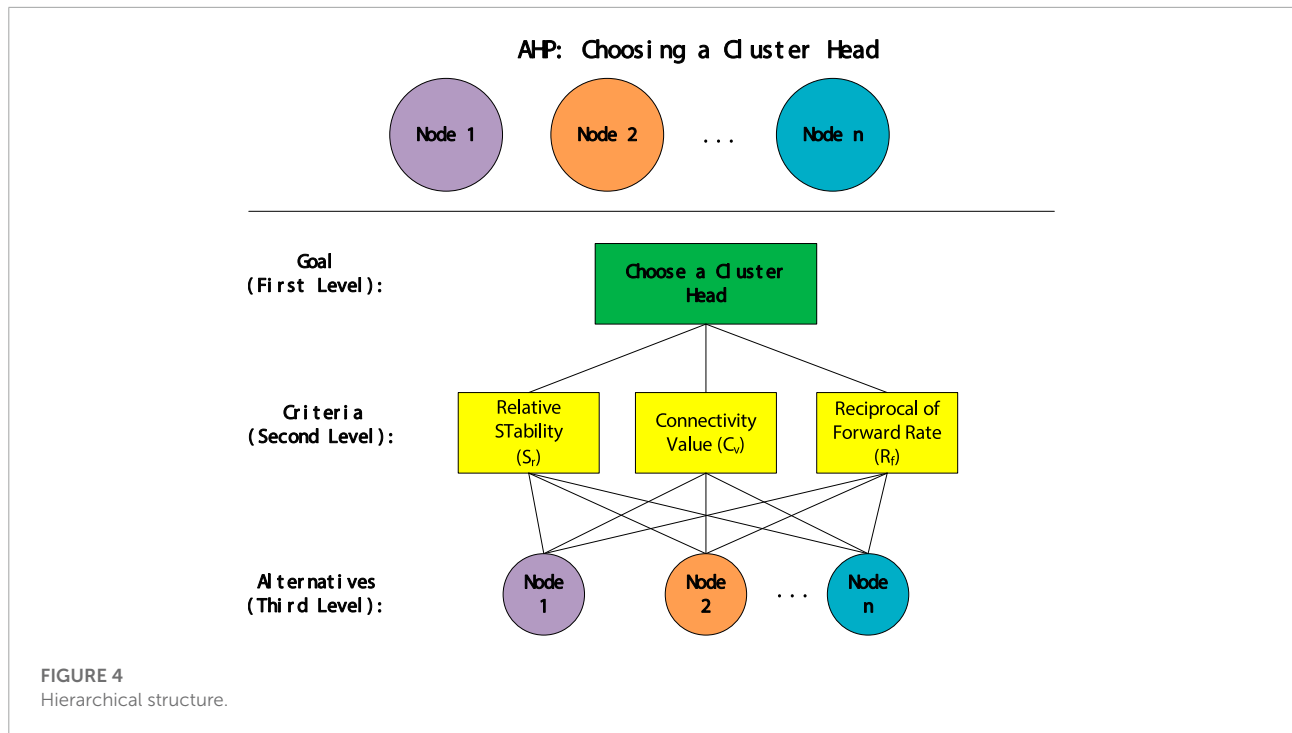 AHP: Choosing a Cluster Head
Node 1
Node 2
...
Node n
Goal
(First Level):
Choose a Cluster
Head
Criteria
(Second Level):
Relative
STability
(Sᵣ)
Connectivity
Value (Cᵥ)
Reciprocal of
Forward Rate
(R_f)
Alternatives
(Third Level):
Node
1
Node
2
...
Node
n
FIGURE 4
Hierarchical structure.